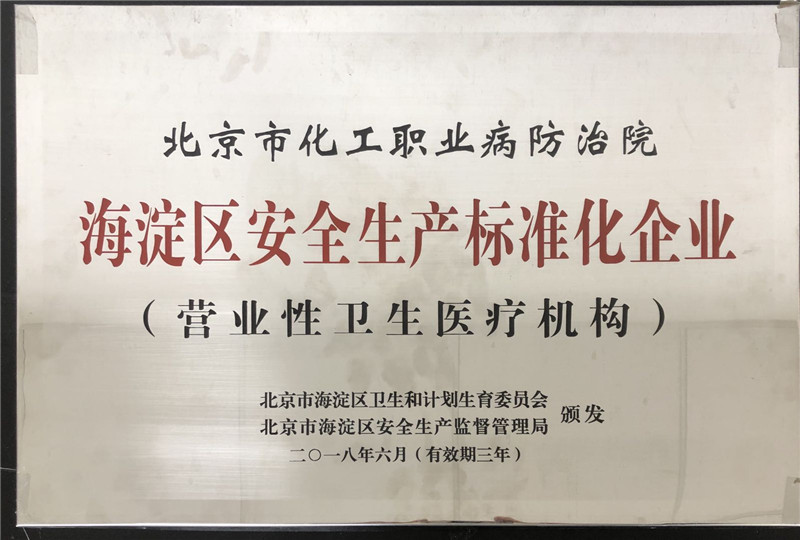 北京市化工职业病防治院
海淀区安全生产标准化企业
（营业性卫生医疗机构）
北京市海淀区卫生和计划生育委员会
北京市海淀区安全生产监督管理局 颁发
二〇一八年六月（有效期三年）